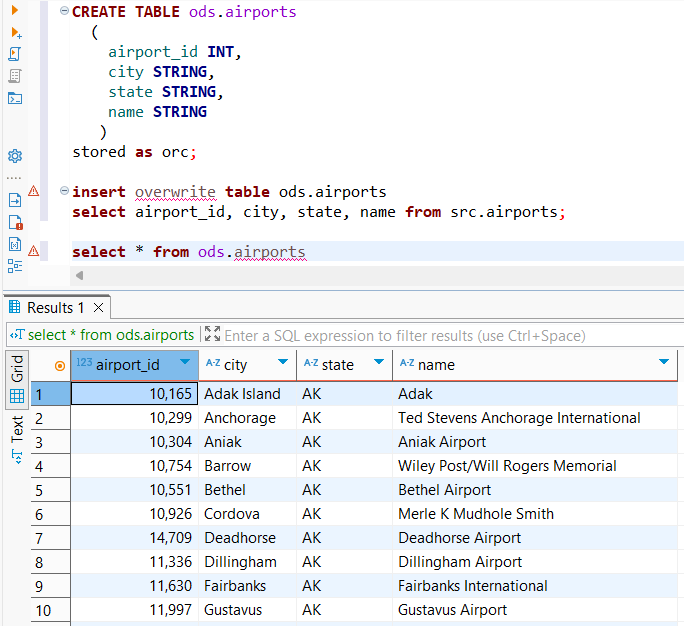 CREATE TABLE ods.airports
(
airport_id INT,
city STRING,
state STRING,
name STRING
)
stored as orc;
insert overwrite table ods.airports
select airport_id, city, state, name from src.airports;
select * from ods.airports
Results 1
select * from ods.airports Enter a SQL expression to filter results (use Ctrl+Space)
Grid
Text
123 airport_id A-Z city A-Z state A-Z name
1 10,165 Adak Island AK Adak
2 10,299 Anchorage AK Ted Stevens Anchorage International
3 10,304 Aniak AK Aniak Airport
4 10,754 Barrow AK Wiley Post/Will Rogers Memorial
5 10,551 Bethel AK Bethel Airport
6 10,926 Cordova AK Merle K Mudhole Smith
7 14,709 Deadhorse AK Deadhorse Airport
8 11,336 Dillingham AK Dillingham Airport
9 11,630 Fairbanks AK Fairbanks International
10 11,997 Gustavus AK Gustavus Airport